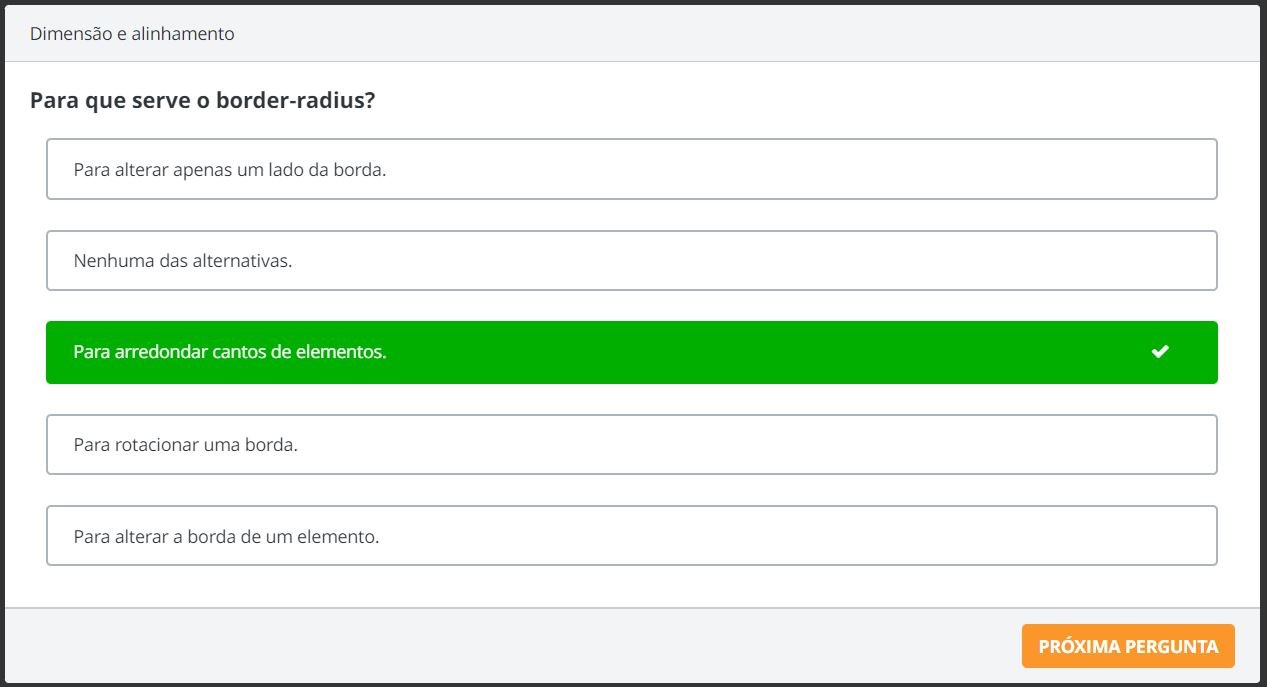 Dimensão e alinhamento
Para que serve o border-radius?
Para alterar apenas um lado da borda.
Nenhuma das alternativas.
Para arredondar cantos de elementos.
Para rotacionar uma borda.
Para alterar a borda de um elemento.
PRÓXIMA PERGUNTA